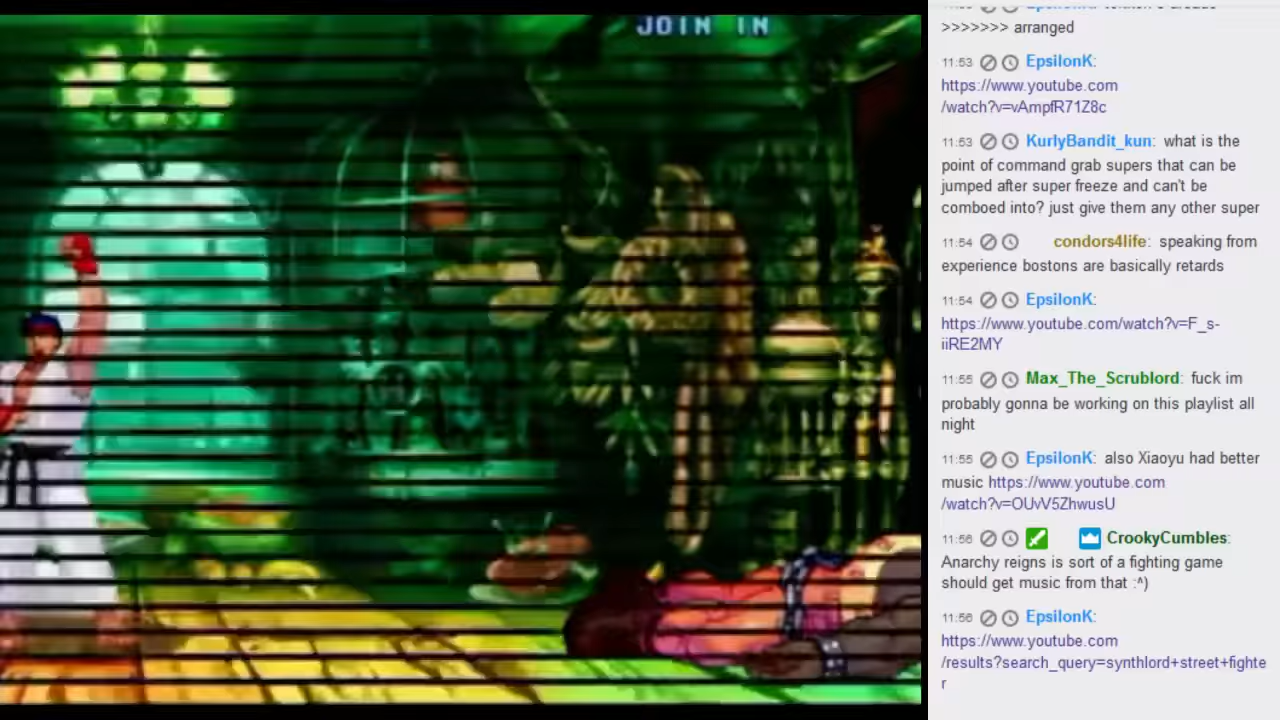 JOIN IN
>>>>>>> arranged
11:53 EpsilonK:
https://www.youtube.com
/watch?v=vAmpfR71Z8c
11:53 KurlyBandit_kun: what is the
point of command grab supers that can be
jumped after super freeze and can't be
comboed into? just give them any other super
11:54 condors4life: speaking from
experience bostons are basically retards
11:54 EpsilonK:
https://www.youtube.com/watch?v=F_s-
iiRE2MY
11:55 Max_The_Scrublord: fuck im
probably gonna be working on this playlist all
night
11:55 EpsilonK: also Xiaoyu had better
music https://www.youtube.com
/watch?v=OUvV5ZhwusU
11:56 CrookyCumbles:
Anarchy reigns is sort of a fighting game
should get music from that :^)
11:56 EpsilonK:
https://www.youtube.com
/results?search_query=synthlord+street+fighte
r